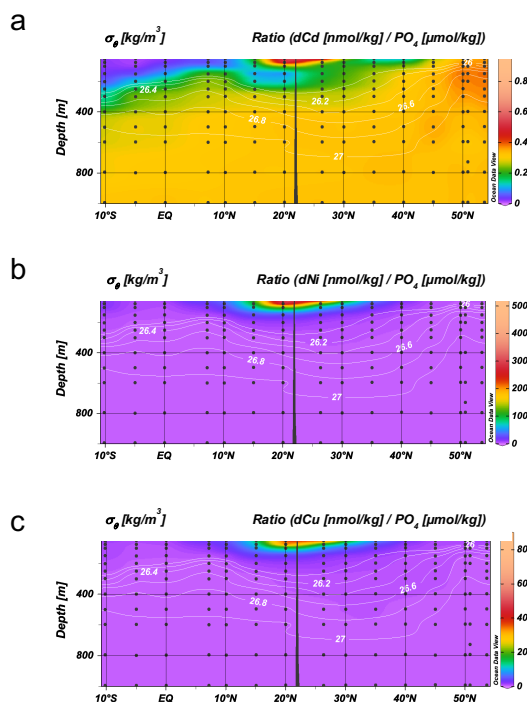 a
σθ [kg/m³] Ratio (dCd [nmol/kg] / PO₄ [μmol/kg])
Depth [m]
400
800
26.4
26.8
26.2
26.6
26
27
10°S EQ 10°N 20°N 30°N 40°N 50°N
0.8
0.6
0.4
0.2
0
Ocean Data View
b
σθ [kg/m³] Ratio (dNi [nmol/kg] / PO₄ [μmol/kg])
Depth [m]
400
800
26.4
26.8
26.2
26.6
26
27
10°S EQ 10°N 20°N 30°N 40°N 50°N
500
400
300
200
100
0
Ocean Data View
c
σθ [kg/m³] Ratio (dCu [nmol/kg] / PO₄ [μmol/kg])
Depth [m]
400
800
26.4
26.8
26.2
26.6
26
27
10°S EQ 10°N 20°N 30°N 40°N 50°N
80
60
40
20
0
Ocean Data View